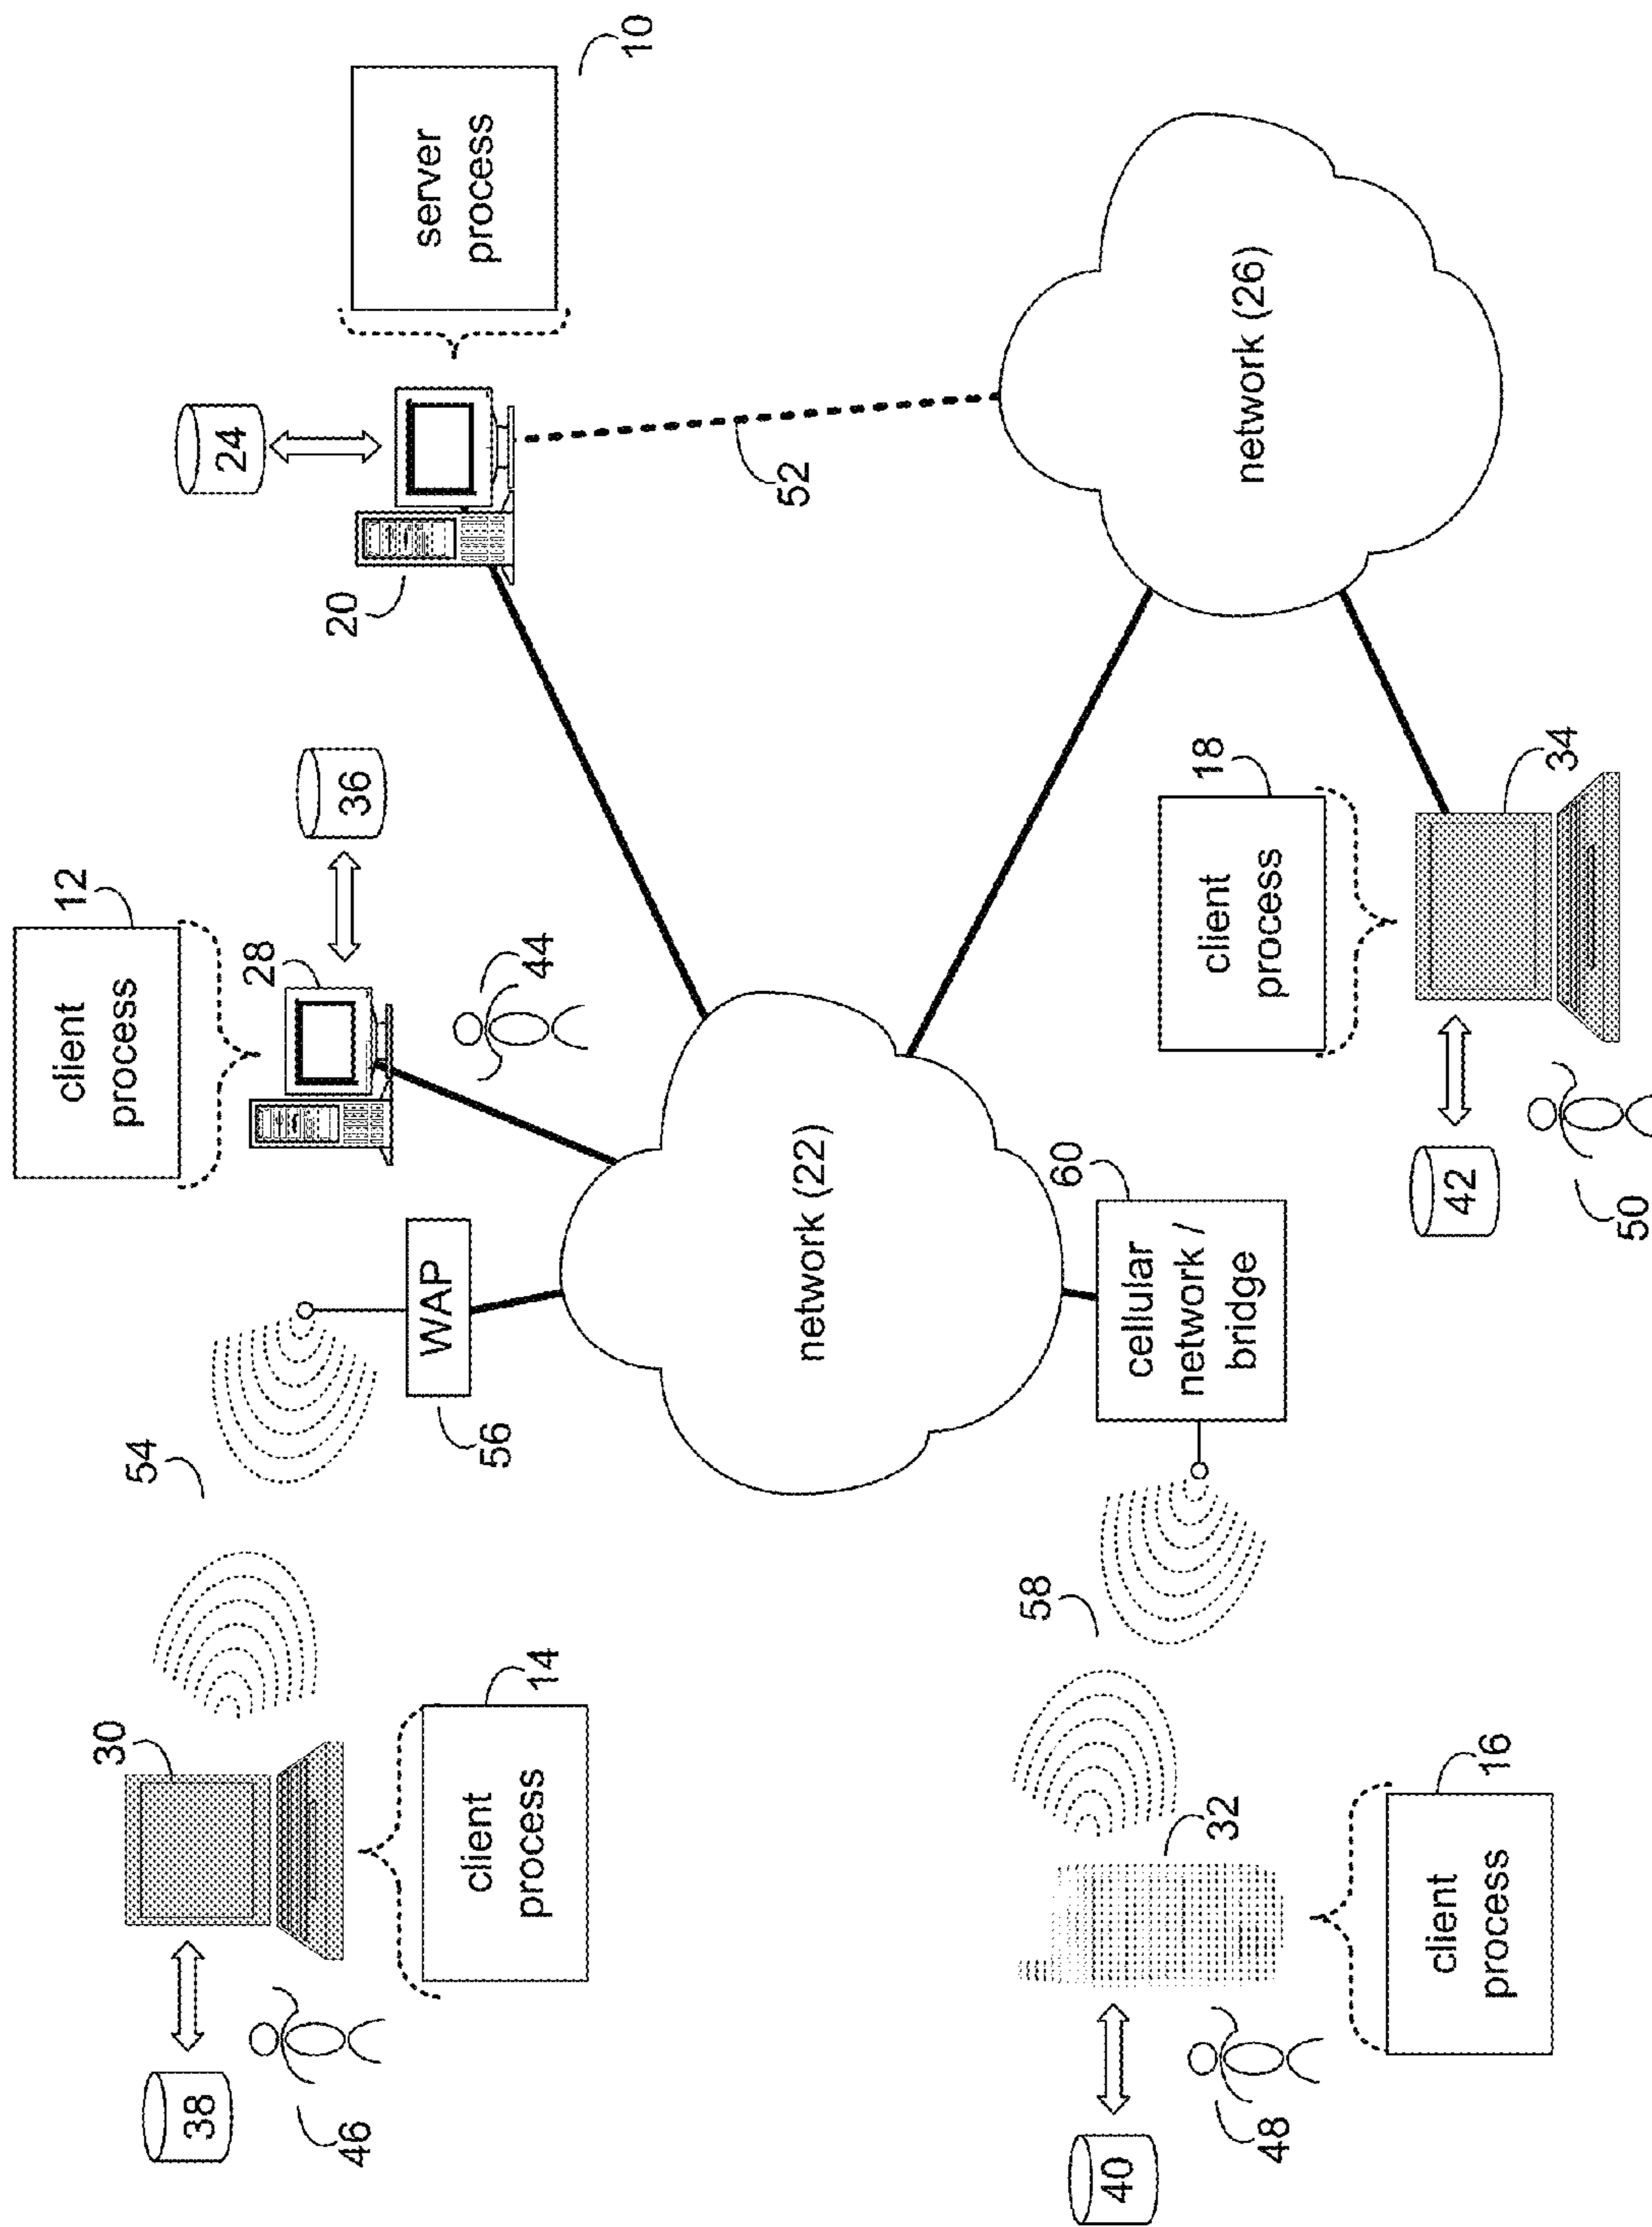 38
46
30
client
process
14
54
WAP
56
client
process
12
28
36
44
24
20
server
process
10
52
network (22)
network (26)
40
48
32
client
process
16
58
cellular
network /
bridge
60
client
process
18
42
50
34